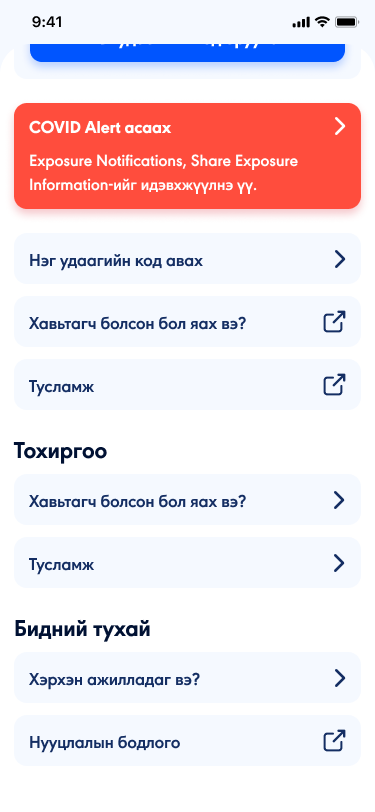 9:41
COVID Alert асаах
Exposure Notifications, Share Exposure
Information-ийг идэвхжүүлнэ үү.
Нэг удаагийн код авах
Хавьтагч болсон бол яах вэ?
Тусламж
Тохиргоо
Хавьтагч болсон бол яах вэ?
Тусламж
Бидний тухай
Хэрхэн ажилладаг вэ?
Нууцлалын бодлого